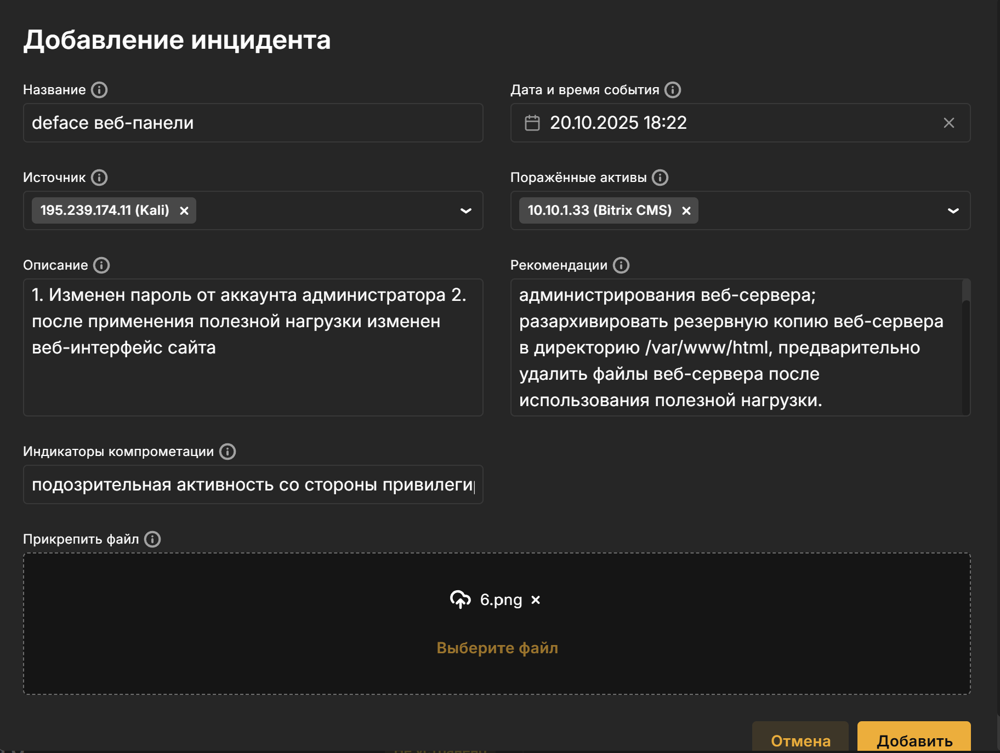 Добавление инцидента
Название
Дата и время события
deface веб-панели
20.10.2025 18:22
Источник
Поражённые активы
195.239.174.11 (Kali)
10.10.1.33 (Bitrix CMS)
Описание
Рекомендации
1. Изменен пароль от аккаунта администратора 2.
после применения полезной нагрузки изменен
веб-интерфейс сайта
администрирования веб-сервера;
разархивировать резервную копию веб-сервера
в директорию /var/www/html, предварительно
удалить файлы веб-сервера после
использования полезной нагрузки.
Индикаторы компрометации
подозрительная активность со стороны привилеги
Прикрепить файл
6.png
Выберите файл
Отмена
Добавить